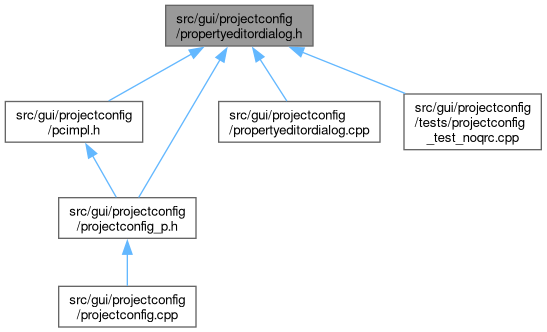 src/gui/projectconfig
/propertyeditordialog.h
src/gui/projectconfig
/pcimpl.h
src/gui/projectconfig
/propertyeditordialog.cpp
src/gui/projectconfig
/tests/projectconfig
_test_noqrc.cpp
src/gui/projectconfig
/projectconfig_p.h
src/gui/projectconfig
/projectconfig.cpp